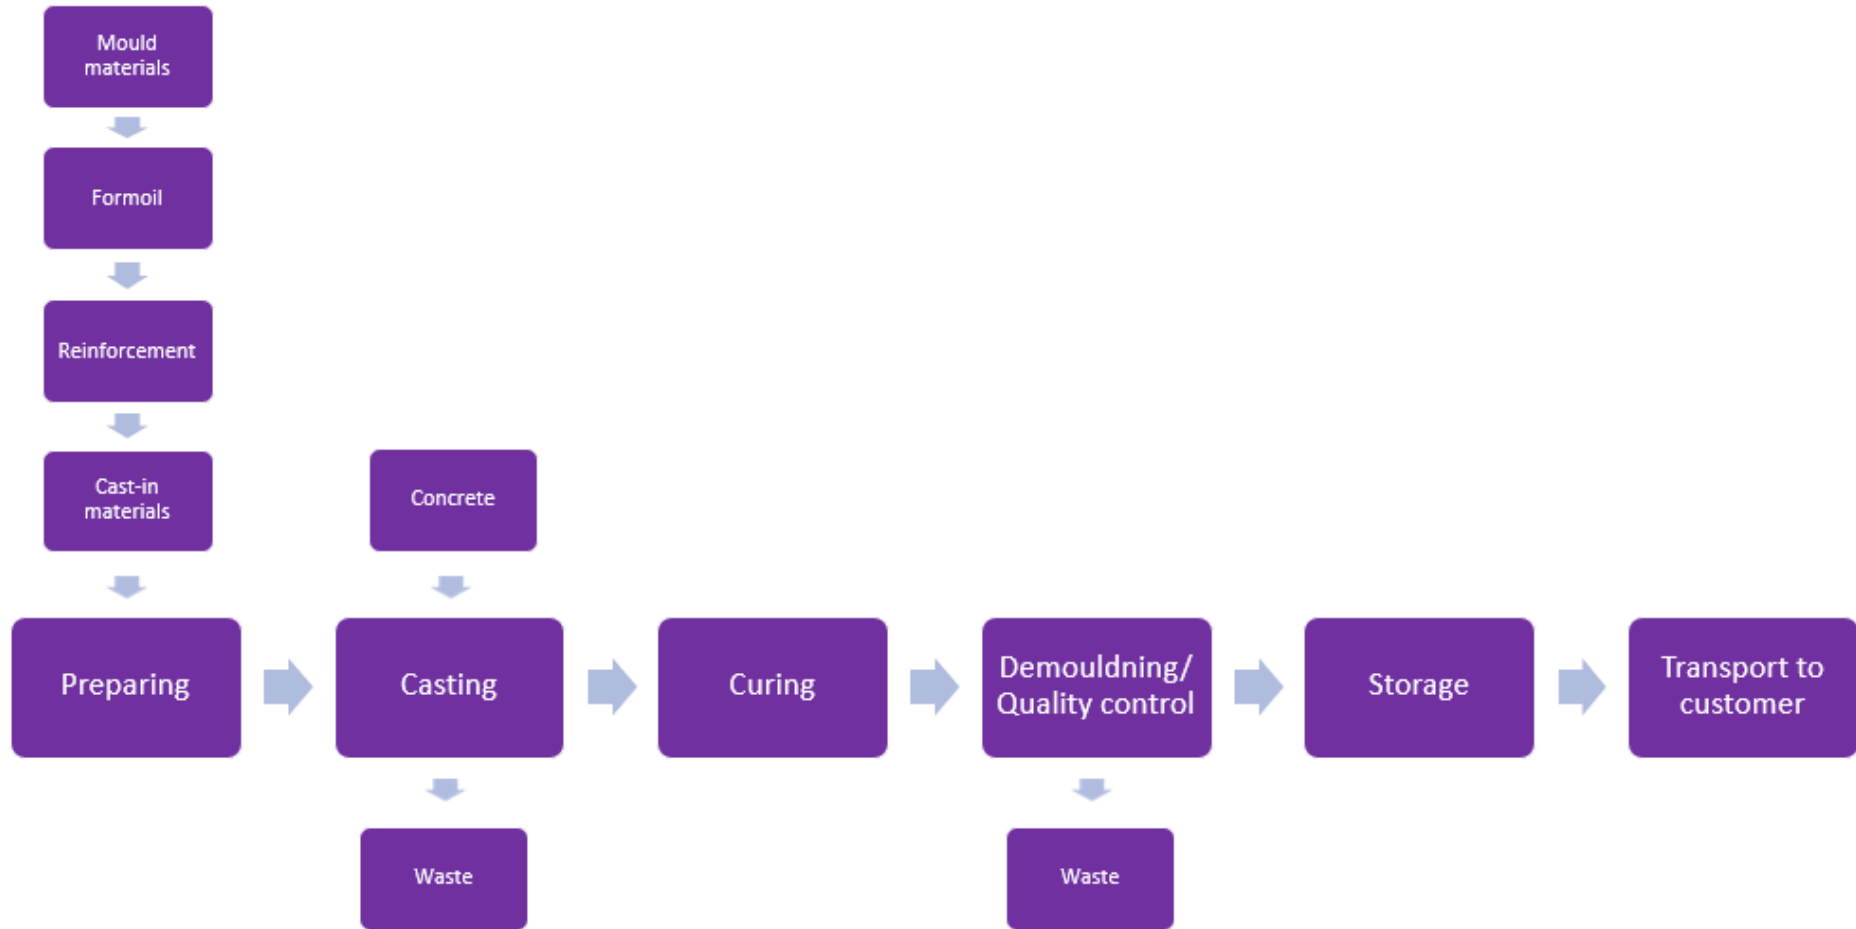 Mould
materials
Formoil
Reinforcement
Cast-in
materials
Concrete
Preparing
Casting
Curing
Demouldning/
Quality control
Storage
Transport to
customer
Waste
Waste